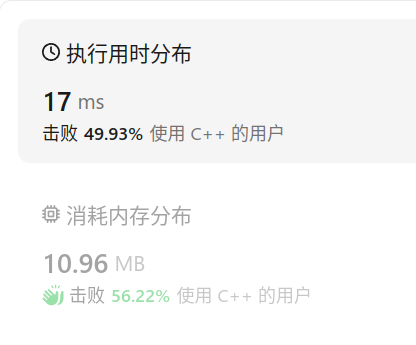 执行用时分布
17 ms
击败 49.93% 使用 C++ 的用户
消耗内存分布
10.96 MB
击败 56.22% 使用 C++ 的用户